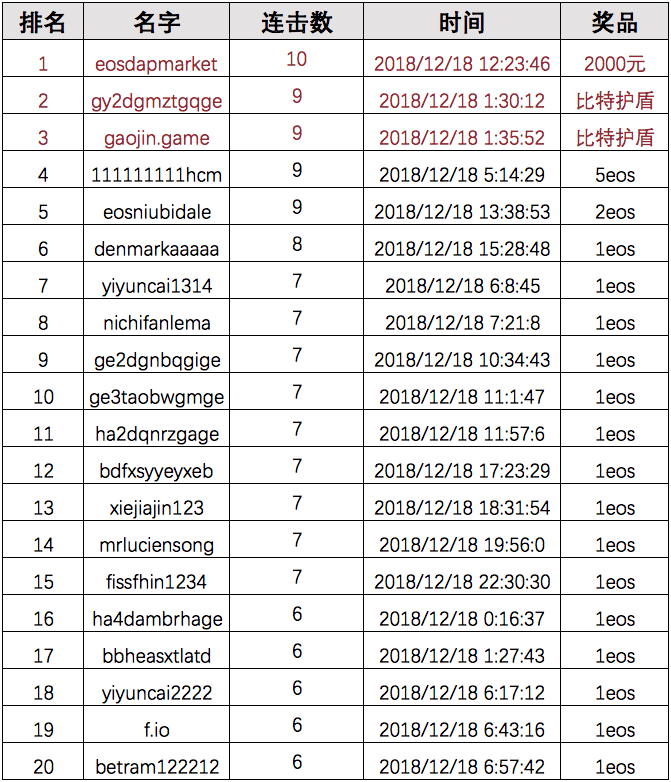 排名 名字 连击数 时间 奖品
1 eosdapmarket 10 2018/12/18 12:23:46 2000元
2 gy2dgmztgqge 9 2018/12/18 1:30:12 比特护盾
3 gaojin.game 9 2018/12/18 1:35:52 比特护盾
4 111111111hcm 9 2018/12/18 5:14:29 5eos
5 eosniubidale 9 2018/12/18 13:38:53 2eos
6 denmarkaaaaa 8 2018/12/18 15:28:48 1eos
7 yiyuncai1314 7 2018/12/18 6:8:45 1eos
8 nichifanlema 7 2018/12/18 7:21:8 1eos
9 ge2dgnbqgige 7 2018/12/18 10:34:43 1eos
10 ge3taobwgmge 7 2018/12/18 11:1:47 1eos
11 ha2dqnrzgage 7 2018/12/18 11:57:6 1eos
12 bdfxsyyeyxeb 7 2018/12/18 17:23:29 1eos
13 xiejiajin123 7 2018/12/18 18:31:54 1eos
14 mrluciensong 7 2018/12/18 19:56:0 1eos
15 fissfhin1234 7 2018/12/18 22:30:30 1eos
16 ha4dambrhage 6 2018/12/18 0:16:37 1eos
17 bbheasxtlatd 6 2018/12/18 1:27:43 1eos
18 yiyuncai2222 6 2018/12/18 6:17:12 1eos
19 f.io 6 2018/12/18 6:43:16 1eos
20 betram122212 6 2018/12/18 6:57:42 1eos